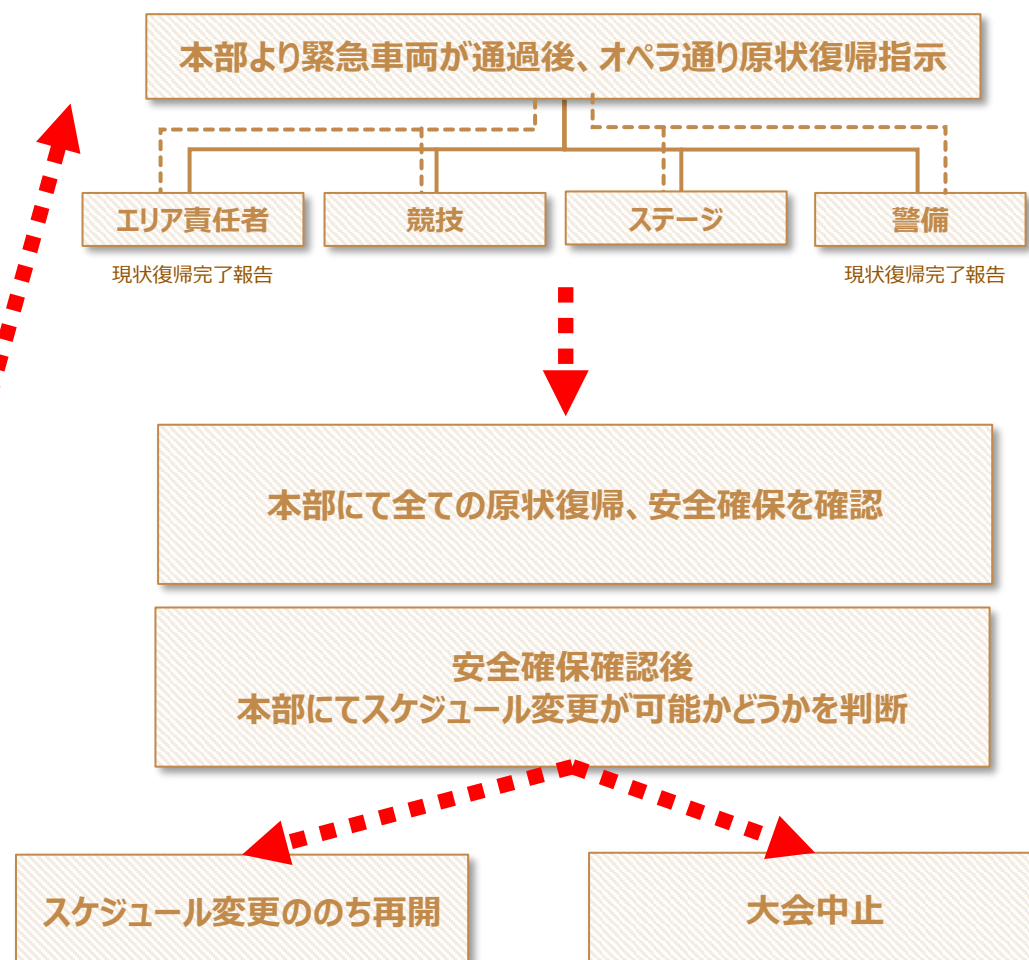 本部より緊急車両が通過後、オペラ通り原状復帰指示
エリア責任者
競技
ステージ
警備
現状復帰完了報告
現状復帰完了報告
本部にて全ての原状復帰、安全確保を確認
安全確保確認後
本部にてスケジュール変更が可能かどうかを判断
スケジュール変更ののち再開
大会中止